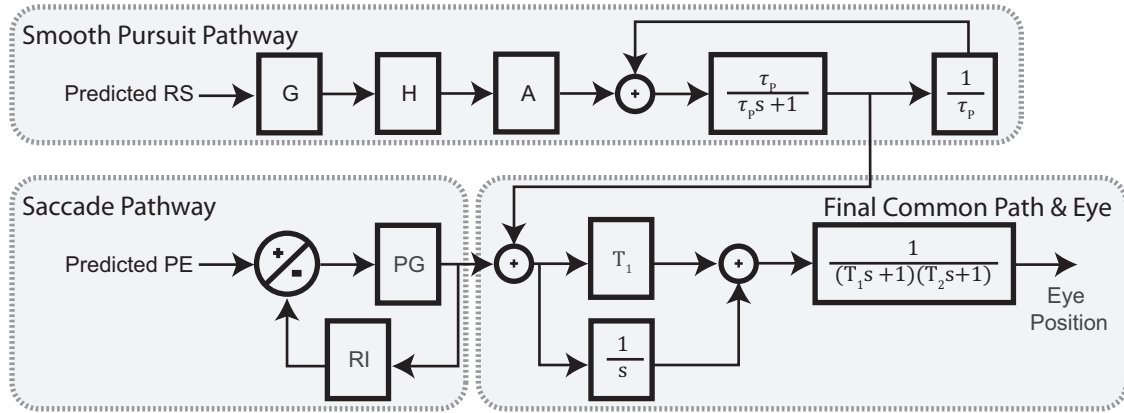 Smooth Pursuit Pathway
Predicted RS
G
H
A
+
τP
τPs+1
1
τP
Saccade Pathway
Final Common Path & Eye
Predicted PE
+
-
PG
RI
+
T1
1
s
+
1
(T1s+1)(T2s+1)
Eye
Position